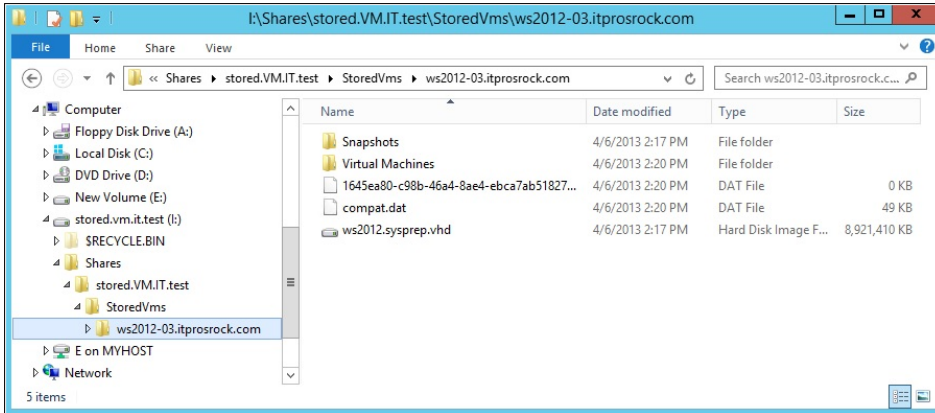 I:\Shares\stored.VM.IT.test\StoredVms\ws2012-03.itprosrock.com
File Home Share View
« Shares stored.VM.IT.test StoredVms ws2012-03.itprosrock.com
Search ws2012-03.itprosrock.c...
Computer
Floppy Disk Drive (A:)
Local Disk (C:)
DVD Drive (D:)
New Volume (E:)
stored.vm.it.test (I:)
$RECYCLE.BIN
Shares
stored.VM.IT.test
StoredVms
ws2012-03.itprosrock.com
E on MYHOST
Network
Name Date modified Type Size
Snapshots 4/6/2013 2:17 PM File folder
Virtual Machines 4/6/2013 2:20 PM File folder
1645ea80-c98b-46a4-8ae4-ebca7ab51827... 4/6/2013 2:20 PM DAT File 0 KB
compat.dat 4/6/2013 2:20 PM DAT File 49 KB
ws2012.sysprep.vhd 4/6/2013 2:17 PM Hard Disk Image F... 8,921,410 KB
5 items